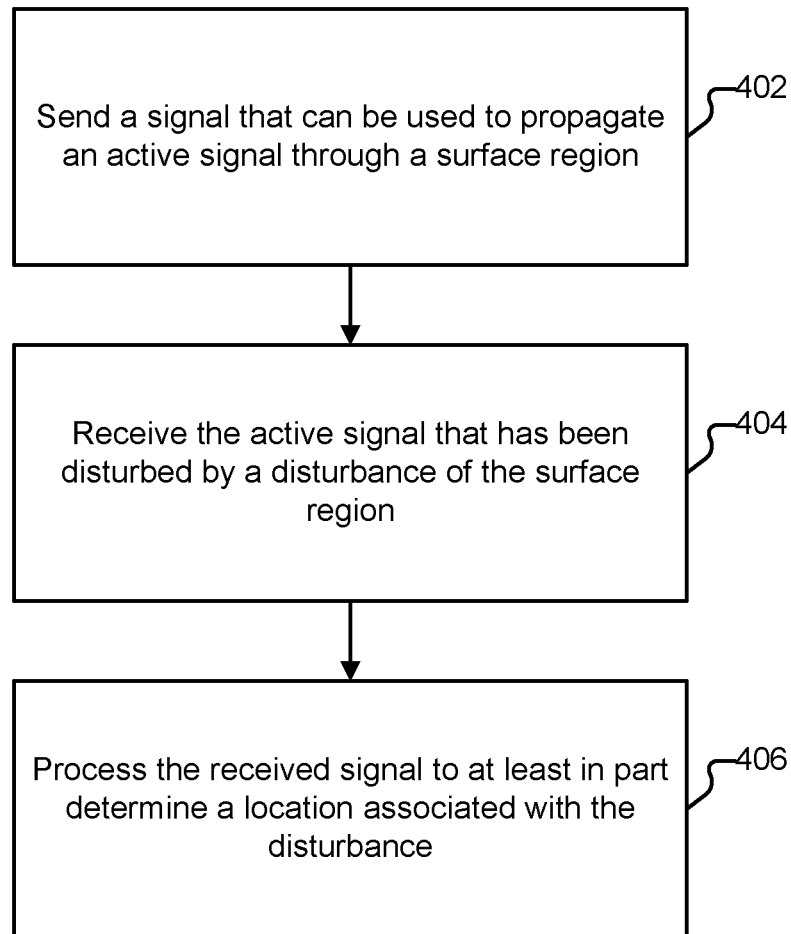 Send a signal that can be used to propagate
an active signal through a surface region
402
Receive the active signal that has been
disturbed by a disturbance of the surface
region
404
Process the received signal to at least in part
determine a location associated with the
disturbance
406